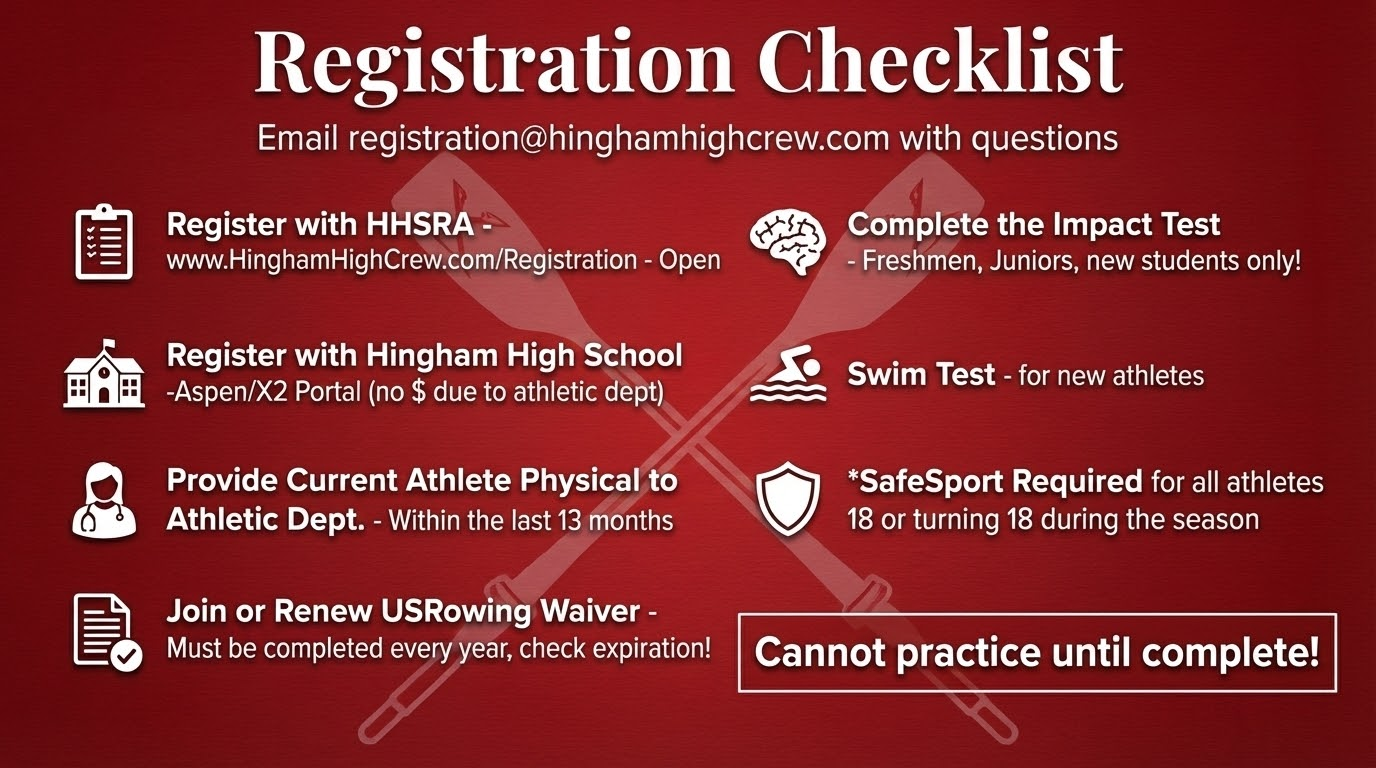 Registration Checklist
Email registration@hinghamhighcrew.com with questions
Register with HHSRA -
www.HinghamHighCrew.com/Registration - Open
Register with Hingham High School
-Aspen/X2 Portal (no $ due to athletic dept)
Provide Current Athlete Physical to
Athletic Dept. - Within the last 13 months
Join or Renew USRowing Waiver -
Must be completed every year, check expiration!
Complete the Impact Test
- Freshmen, Juniors, new students only!
Swim Test - for new athletes
*SafeSport Required for all athletes
18 or turning 18 during the season
Cannot practice until complete!